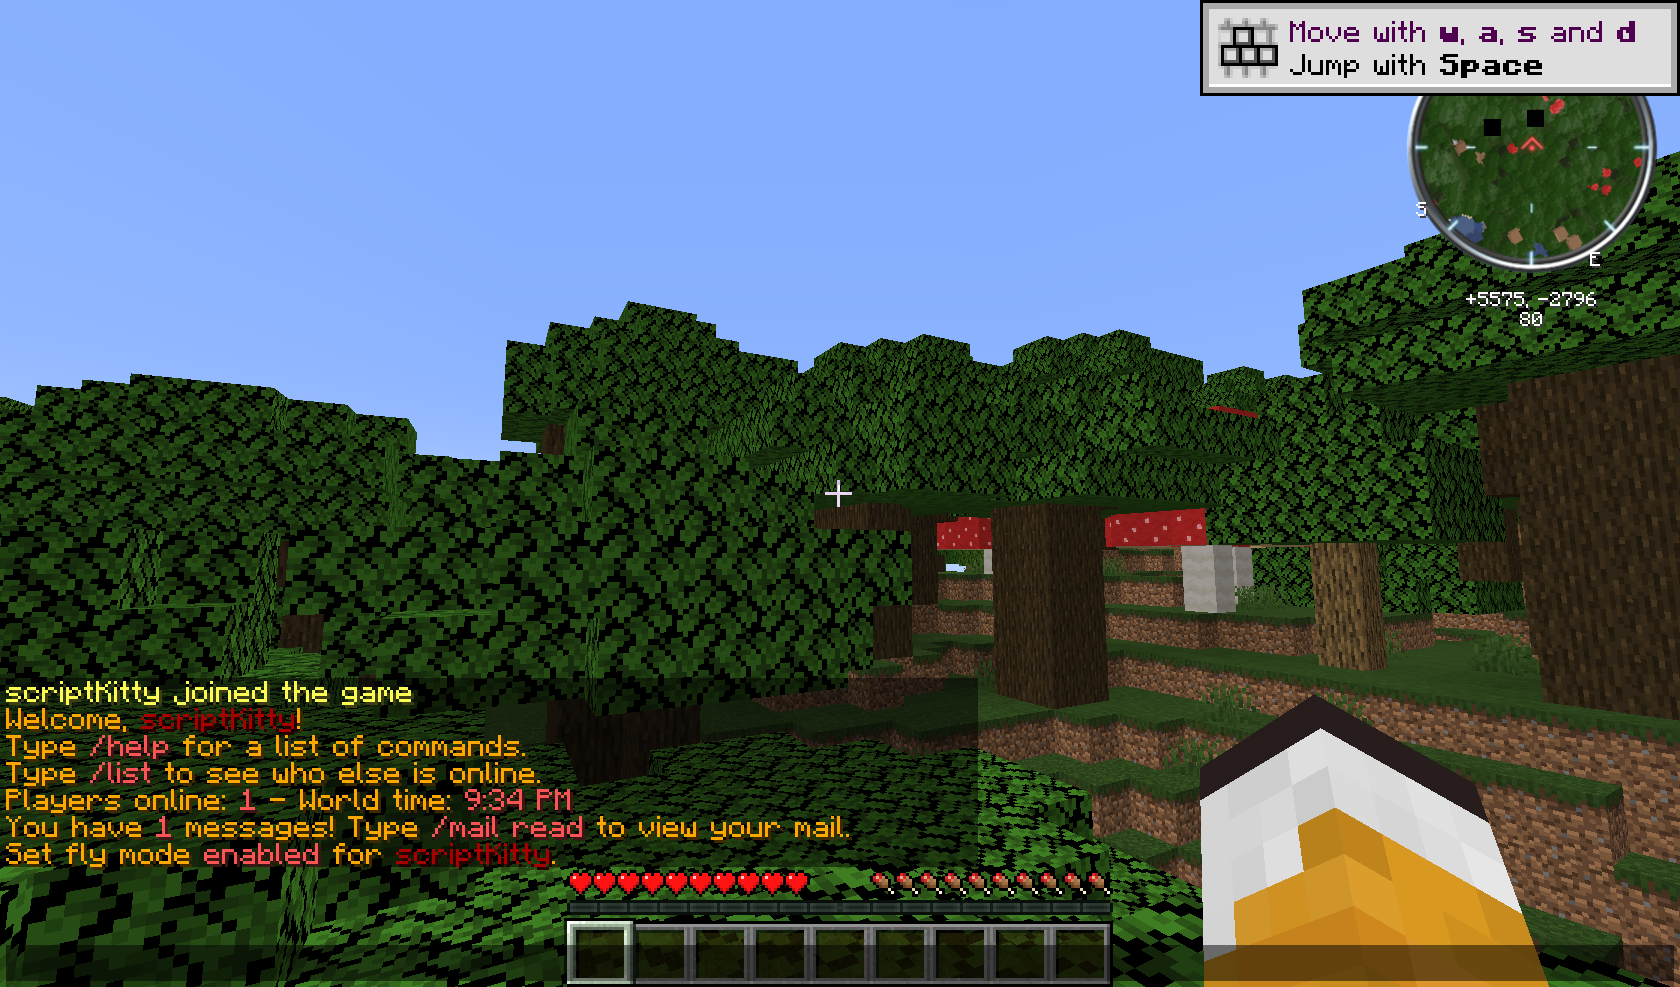 Move with w, a, s and d
Jump with Space
S
E
+5575, -2796
80
scriptKitty joined the game
Welcome, scriptKitty!
Type /help for a list of commands.
Type /list to see who else is online.
Players online: 1 - World time: 9:34 PM
You have 1 messages! Type /mail read to view your mail.
Set fly mode enabled for scriptKitty.